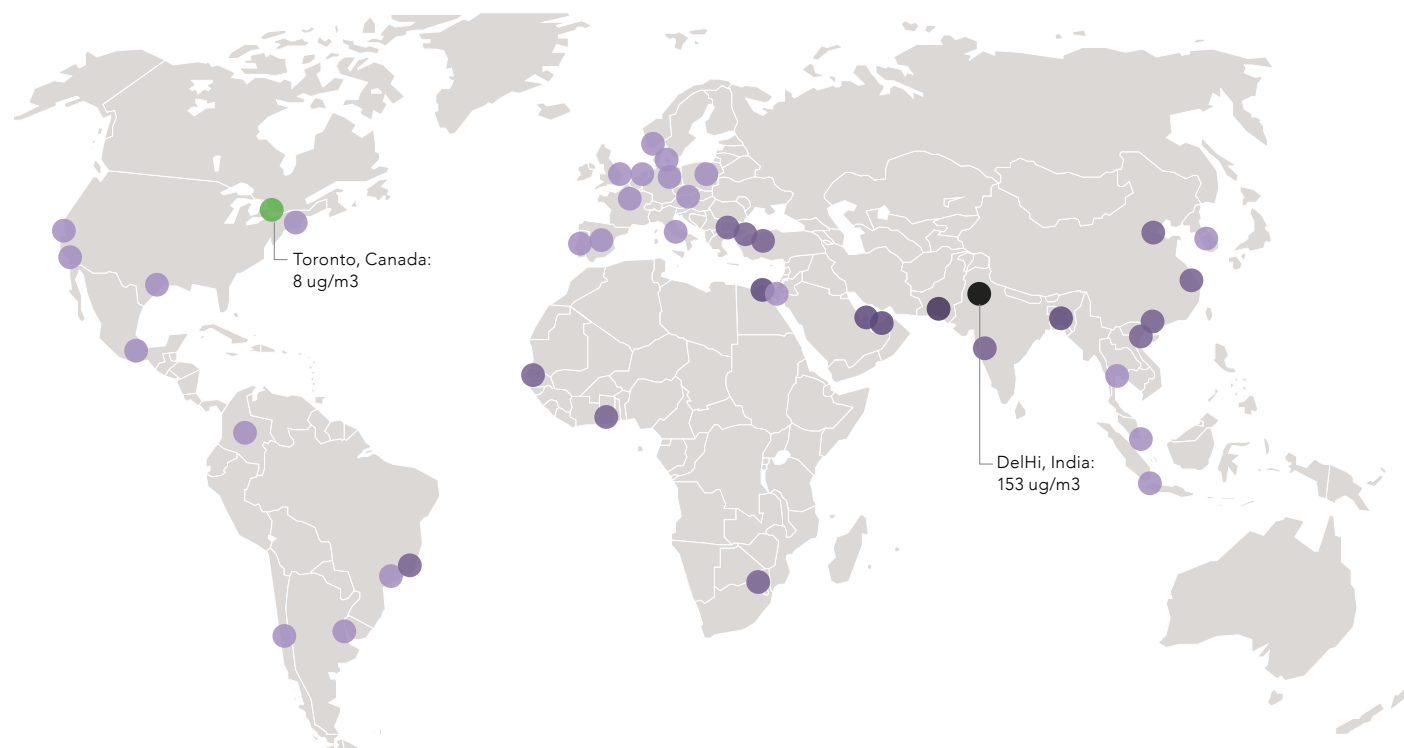 Toronto, Canada:
8 ug/m3
DelHi, India:
153 ug/m3